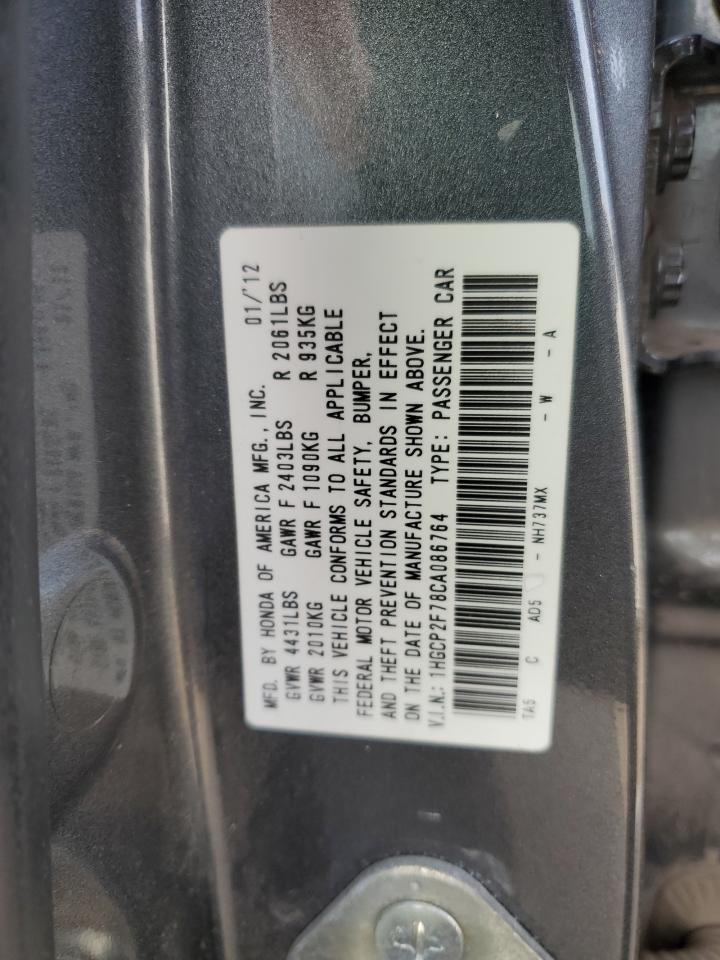 MFD. BY HONDA OF AMERICA MFG., INC. 01/'12
GVWR 4431LBS GAWR F 2403LBS R 2061LBS
GVWR 2010KG GAWR F 1090KG R 935KG
THIS VEHICLE CONFORMS TO ALL APPLICABLE
FEDERAL MOTOR VEHICLE SAFETY, BUMPER,
AND THEFT PREVENTION STANDARDS IN EFFECT
ON THE DATE OF MANUFACTURE SHOWN ABOVE.
V.I.N.: 1HGCP2F78CA086764 TYPE: PASSENGER CAR
TA5 C AD5 - NH737MX - W - A